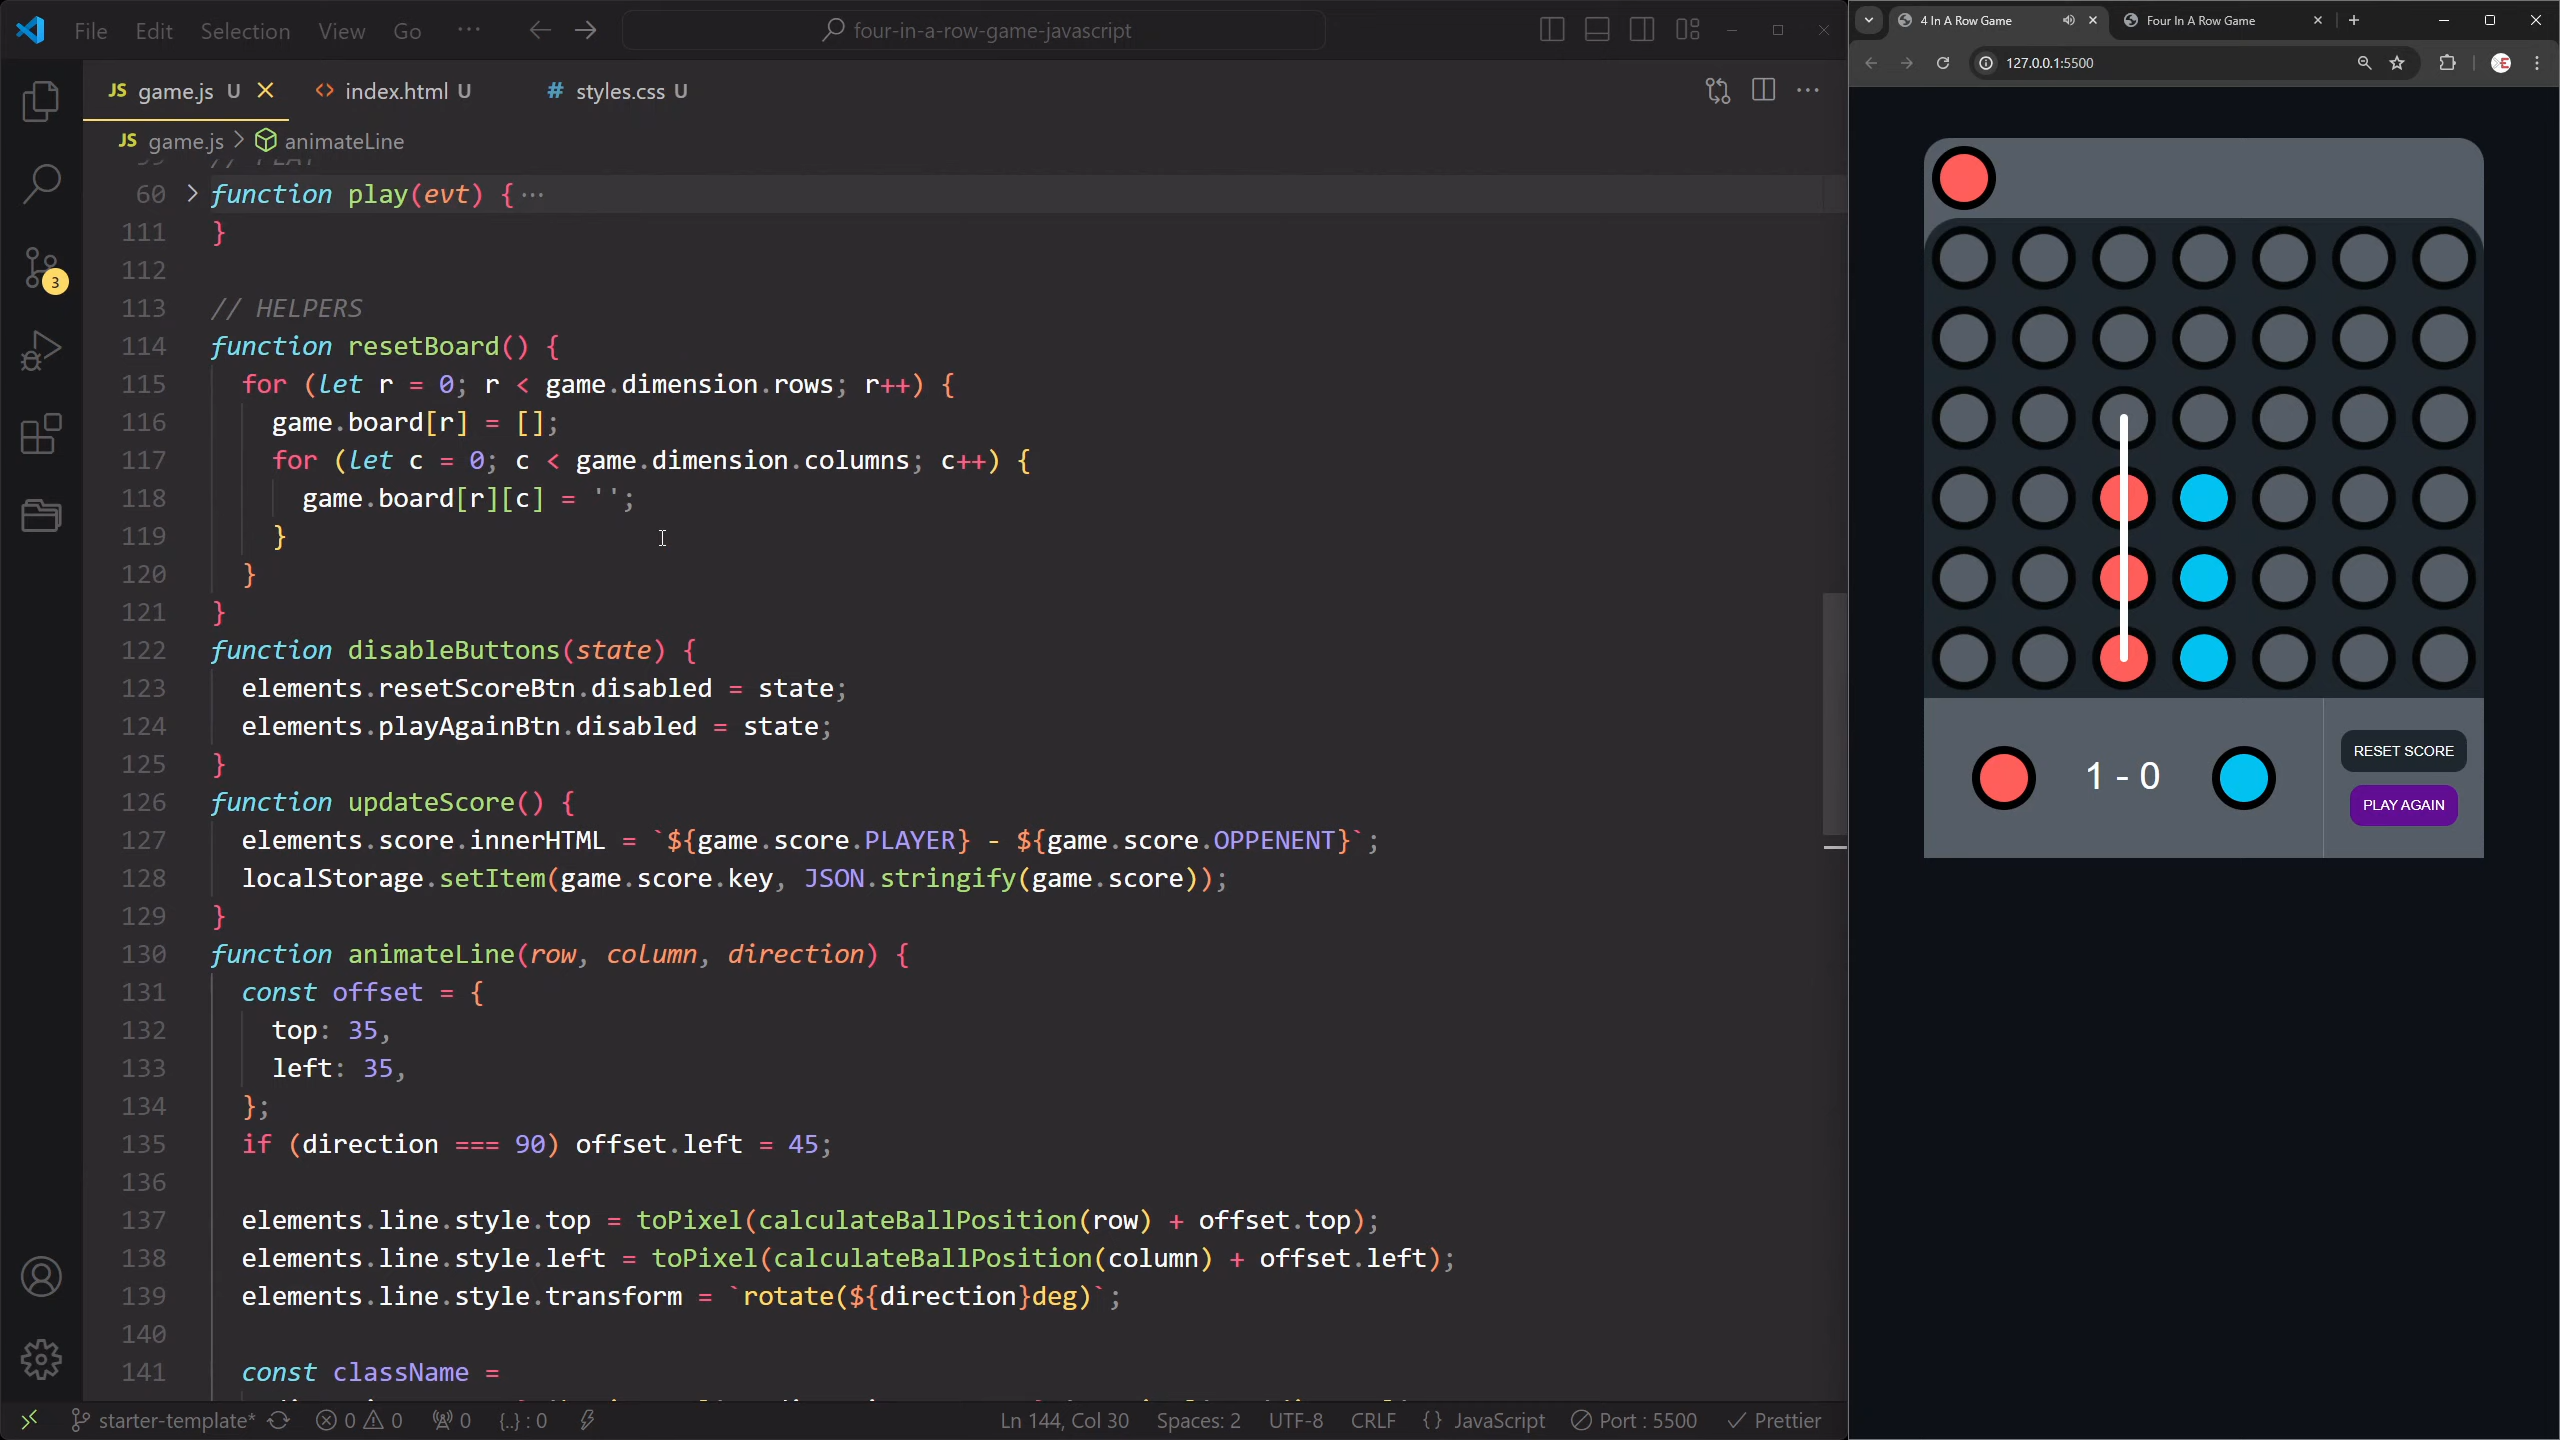 File Edit Selection View Go ··· four-in-a-row-game-javascript
JS game.js U index.html U # styles.css U
JS game.js > animateLine
59 // PLAY
60 function play(evt) { ···
111 }
112
113 // HELPERS
114 function resetBoard() {
115 for (let r = 0; r < game.dimension.rows; r++) {
116 game.board[r] = [];
117 for (let c = 0; c < game.dimension.columns; c++) {
118 game.board[r][c] = '';
119 }
120 }
121 }
122 function disableButtons(state) {
123 elements.resetScoreBtn.disabled = state;
124 elements.playAgainBtn.disabled = state;
125 }
126 function updateScore() {
127 elements.score.innerHTML = `${game.score.PLAYER} - ${game.score.OPPENENT}`;
128 localStorage.setItem(game.score.key, JSON.stringify(game.score));
129 }
130 function animateLine(row, column, direction) {
131 const offset = {
132 top: 35,
133 left: 35,
134 };
135 if (direction === 90) offset.left = 45;
136
137 elements.line.style.top = toPixel(calculateBallPosition(row) + offset.top);
138 elements.line.style.left = toPixel(calculateBallPosition(column) + offset.left);
139 elements.line.style.transform = `rotate(${direction}deg)`;
140
141 const className =
3
starter-template* 0 0 0 {..} : 0 Ln 144, Col 30 Spaces: 2 UTF-8 CRLF {} JavaScript Port : 5500 Prettier
4 In A Row Game Four In A Row Game
127.0.0.1:5500
1 - 0
RESET SCORE
PLAY AGAIN